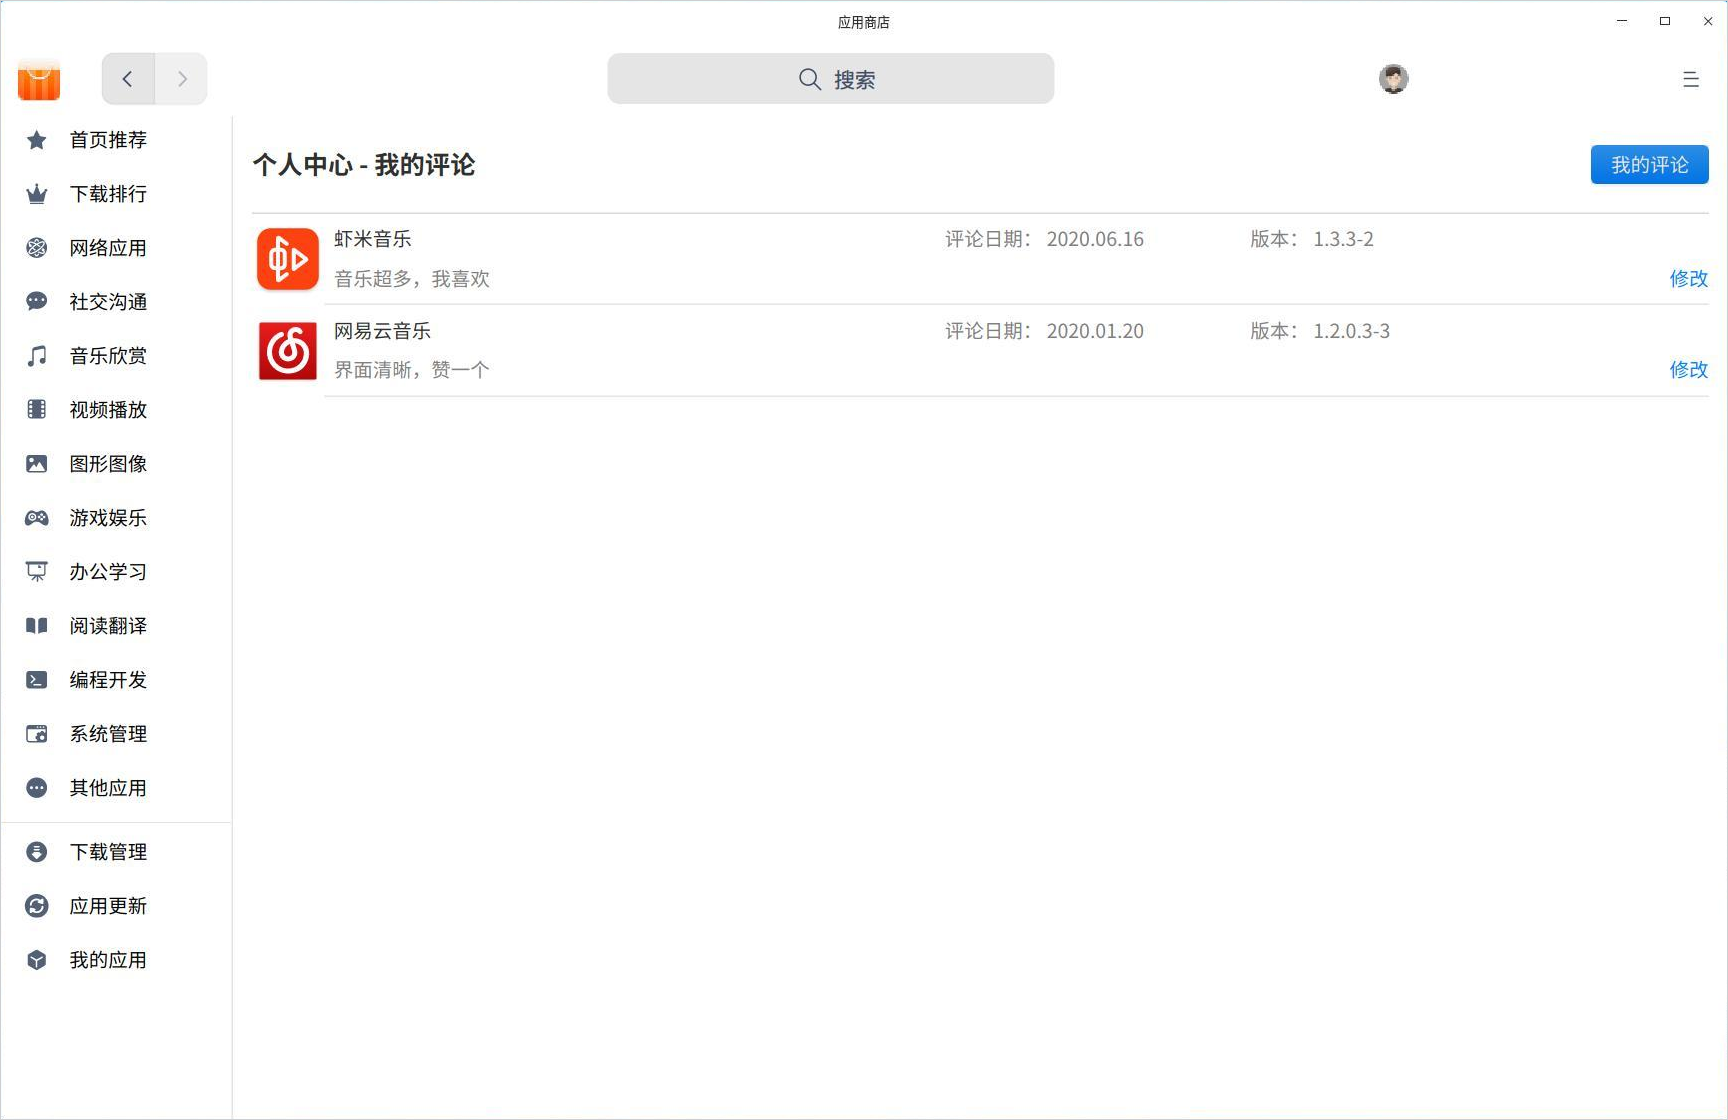 应用商店
搜索
首页推荐
下载排行
网络应用
社交沟通
音乐欣赏
视频播放
图形图像
游戏娱乐
办公学习
阅读翻译
编程开发
系统管理
其他应用
下载管理
应用更新
我的应用
个人中心 - 我的评论
我的评论
虾米音乐 评论日期： 2020.06.16 版本： 1.3.3-2
音乐超多，我喜欢 修改
网易云音乐 评论日期： 2020.01.20 版本： 1.2.0.3-3
界面清晰，赞一个 修改